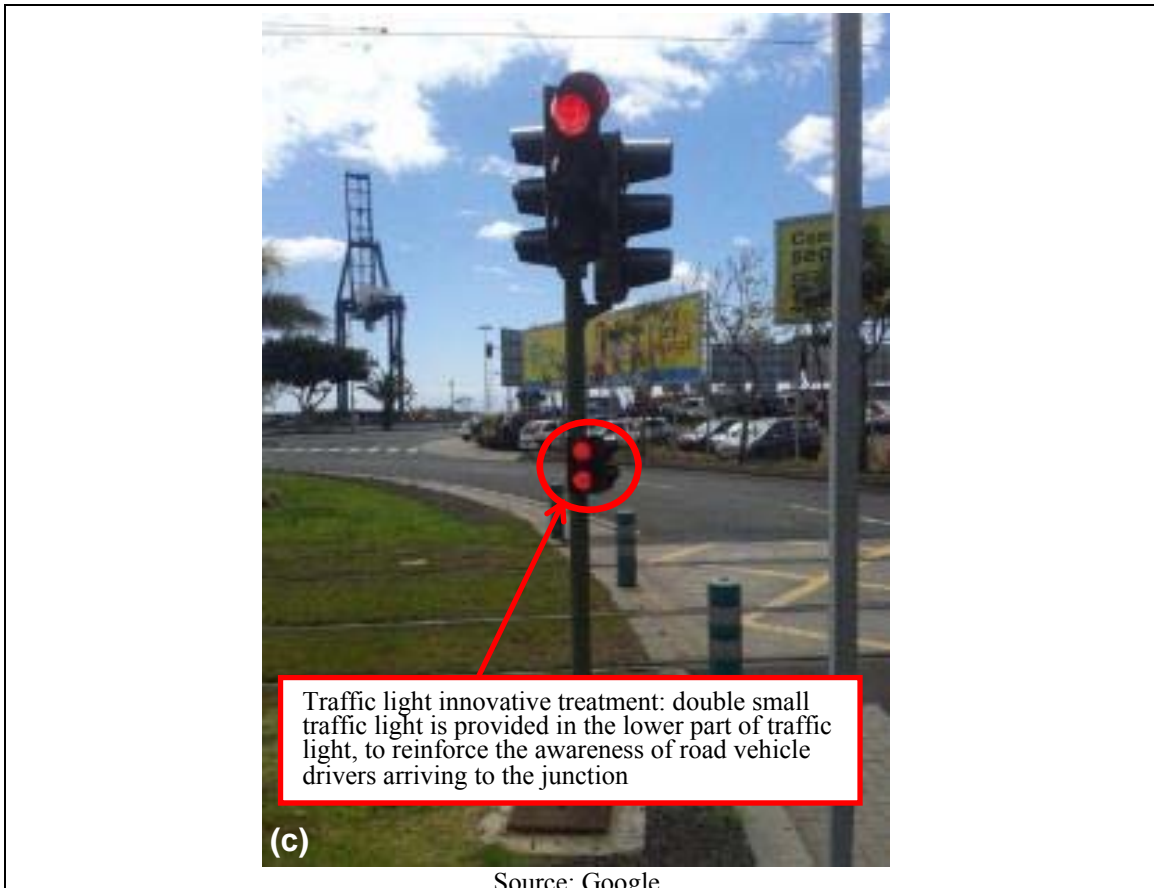 Traffic light innovative treatment: double small
traffic light is provided in the lower part of traffic
light, to reinforce the awareness of road vehicle
drivers arriving to the junction
(c)
Source: Google